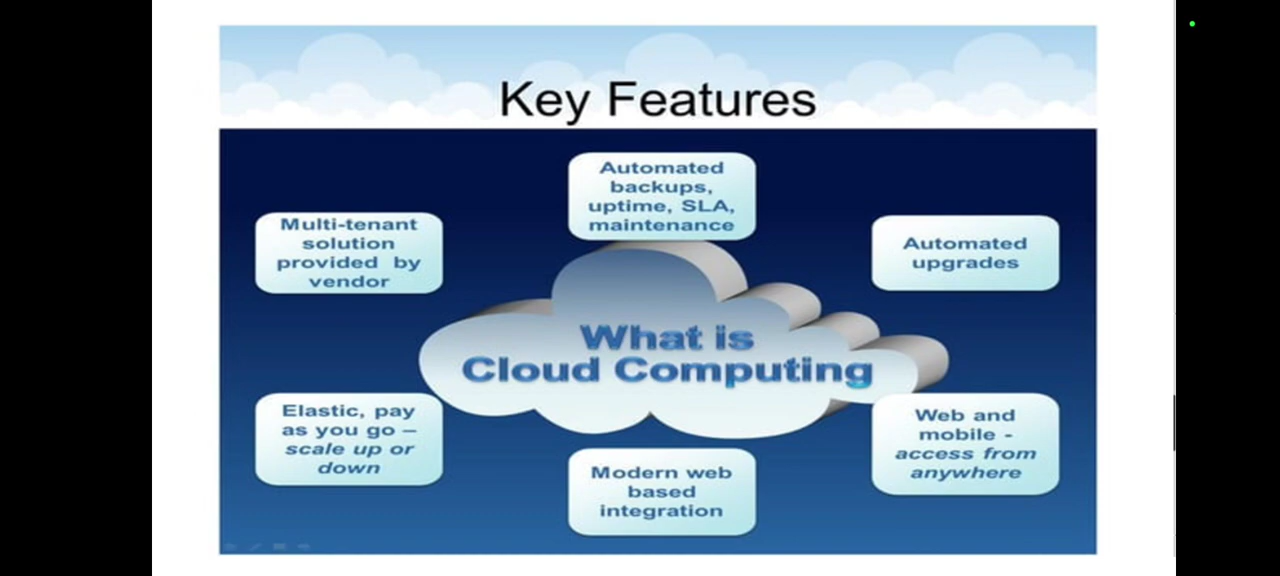 Key Features
Automated
backups,
uptime, SLA,
maintenance
Multi-tenant
solution
provided by
vendor
Automated
upgrades
What is
Cloud Computing
Elastic, pay
as you go –
scale up or
down
Web and
mobile -
access from
anywhere
Modern web
based
integration